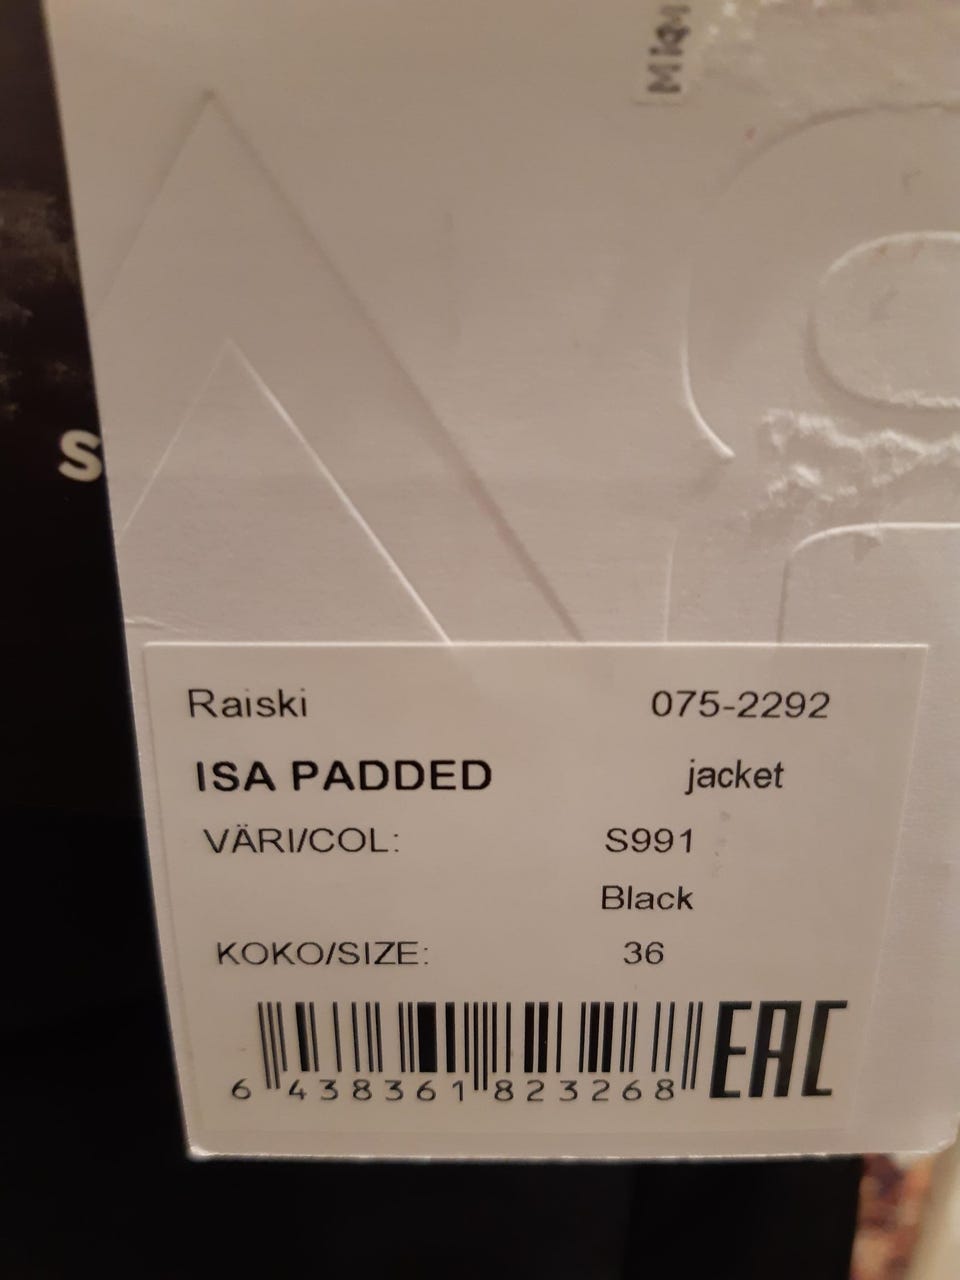 S
Raiski 075-2292
ISA PADDED jacket
VÄRI/COL: S991
Black
KOKO/SIZE: 36
6 438361 823268 EAC